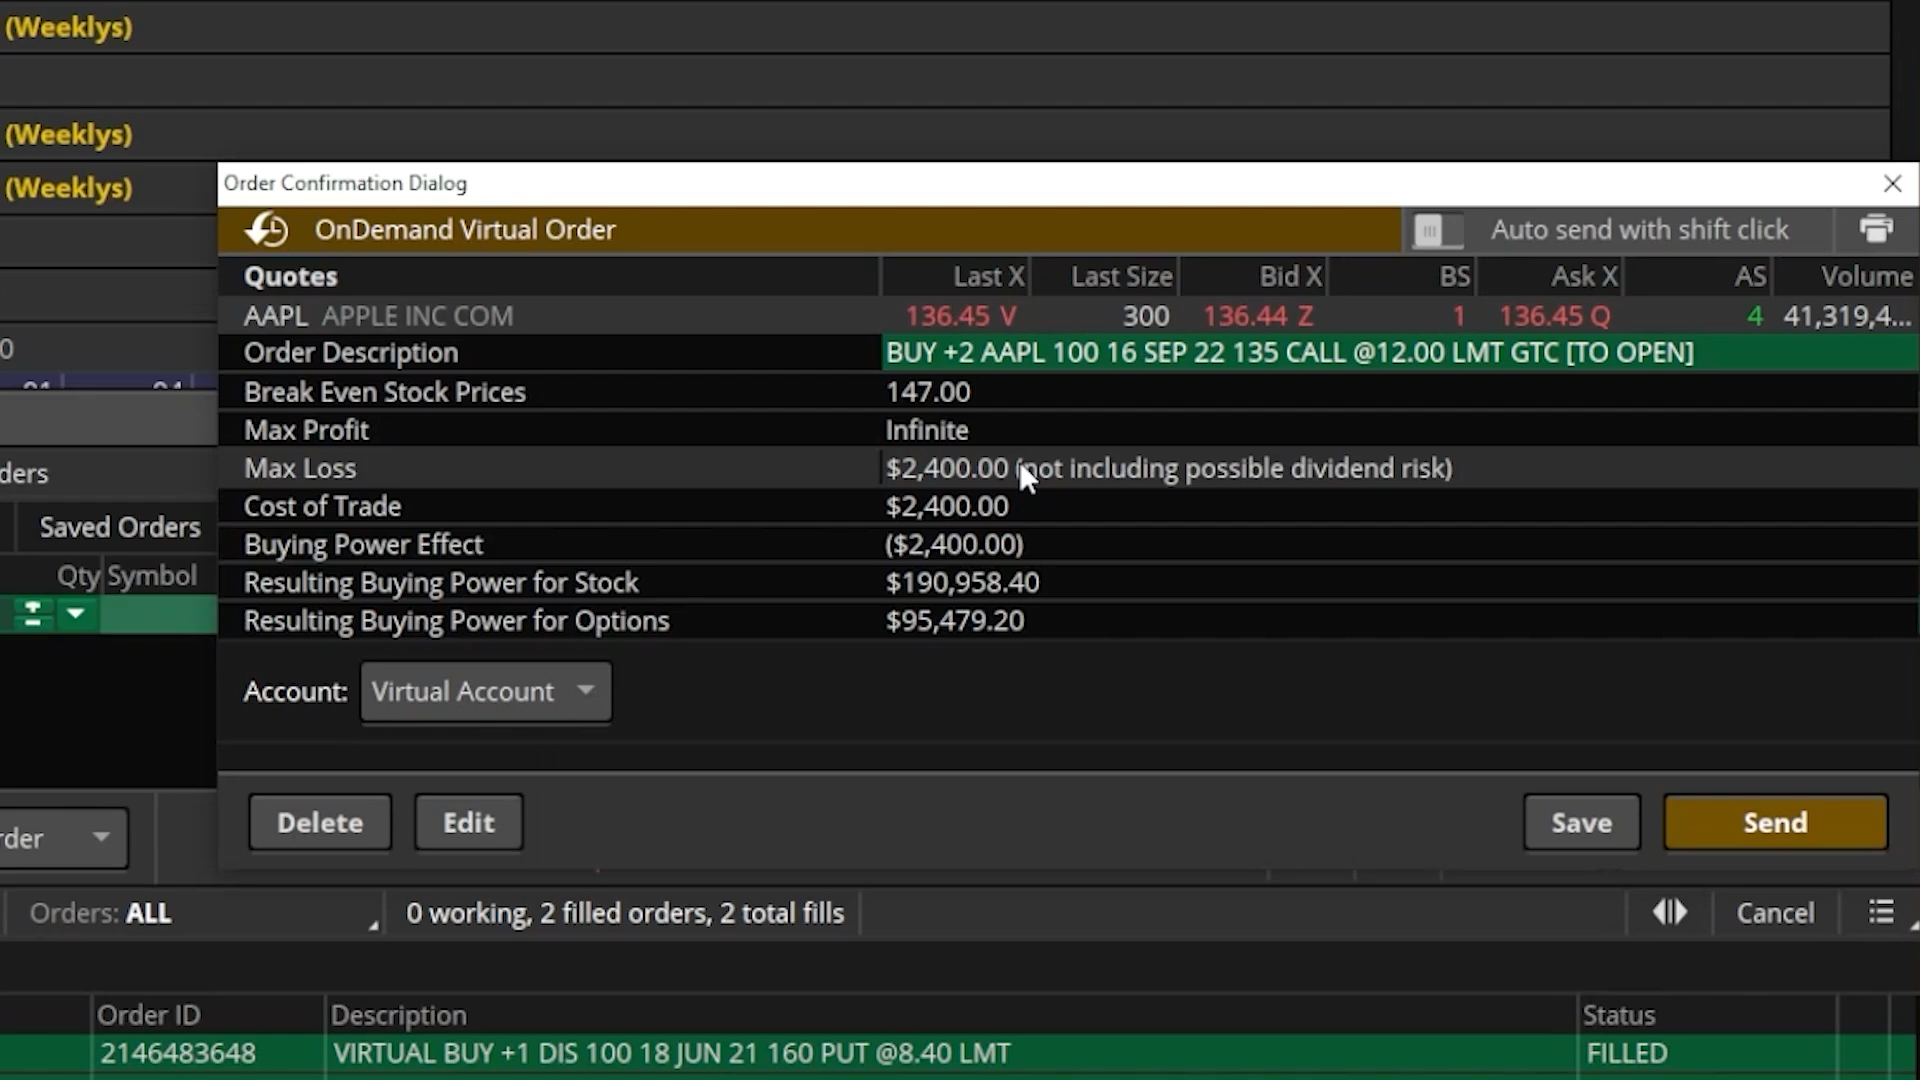 (Weeklys)
(Weeklys)
(Weeklys)
Order Confirmation Dialog
OnDemand Virtual Order Auto send with shift click
Quotes Last X Last Size Bid X BS Ask X AS Volume
AAPL APPLE INC COM 136.45 V 300 136.44 Z 1 136.45 Q 4 41,319,4...
0
Order Description BUY +2 AAPL 100 16 SEP 22 135 CALL @12.00 LMT GTC [TO OPEN]
Break Even Stock Prices 147.00
Max Profit Infinite
ders
Max Loss $2,400.00 (not including possible dividend risk)
Cost of Trade $2,400.00
Saved Orders
Buying Power Effect ($2,400.00)
Qty Symbol
Resulting Buying Power for Stock $190,958.40
Resulting Buying Power for Options $95,479.20
Account: Virtual Account
rder
Delete Edit Save Send
Orders: ALL 0 working, 2 filled orders, 2 total fills Cancel
Order ID Description Status
2146483648 VIRTUAL BUY +1 DIS 100 18 JUN 21 160 PUT @8.40 LMT FILLED